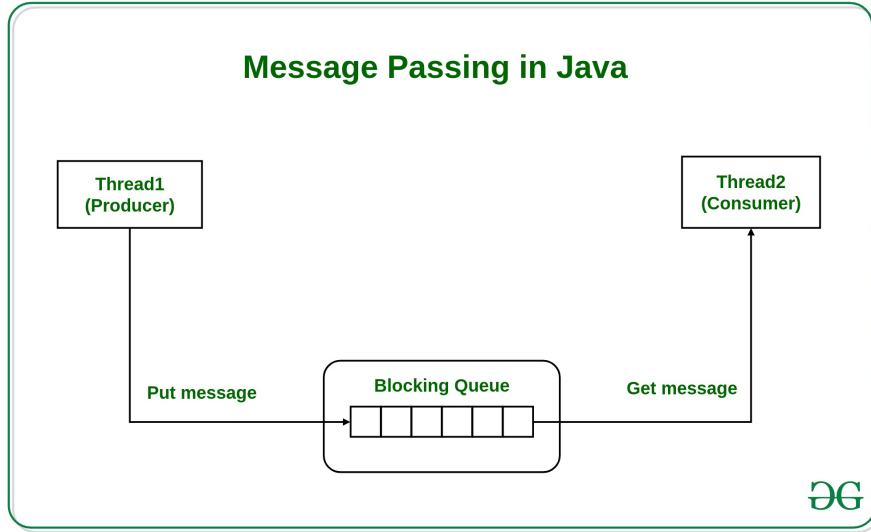 Message Passing in Java
Thread1
(Producer)
Thread2
(Consumer)
Put message
Blocking Queue
Get message